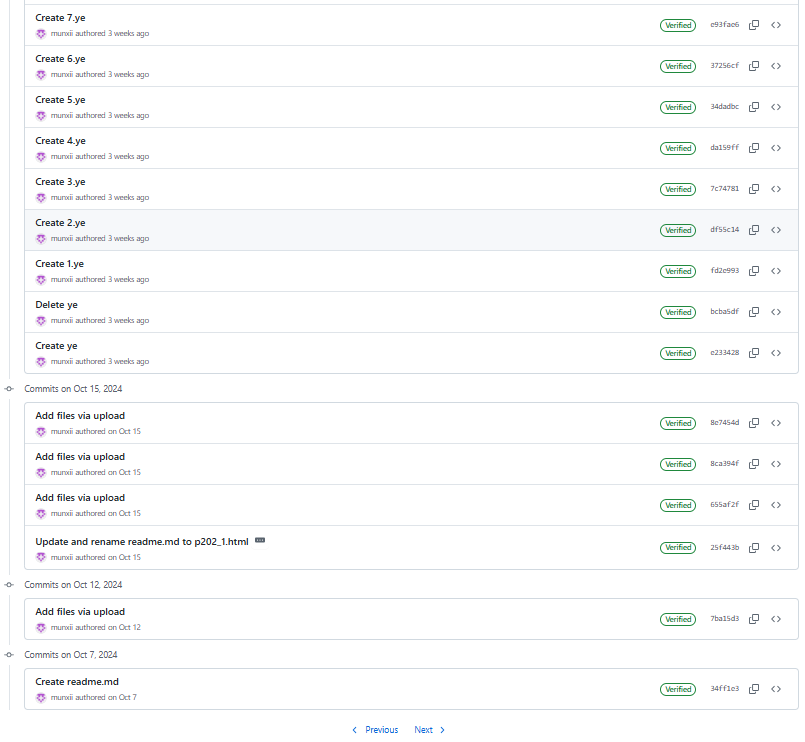 Create 7.ye
munxii authored 3 weeks ago
Verified e93fae6
Create 6.ye
munxii authored 3 weeks ago
Verified 37256cf
Create 5.ye
munxii authored 3 weeks ago
Verified 34dadbc
Create 4.ye
munxii authored 3 weeks ago
Verified da159ff
Create 3.ye
munxii authored 3 weeks ago
Verified 7c74781
Create 2.ye
munxii authored 3 weeks ago
Verified df55c14
Create 1.ye
munxii authored 3 weeks ago
Verified fd2e993
Delete ye
munxii authored 3 weeks ago
Verified bcba5df
Create ye
munxii authored 3 weeks ago
Verified e233428
Commits on Oct 15, 2024
Add files via upload
munxii authored on Oct 15
Verified 8e7454d
Add files via upload
munxii authored on Oct 15
Verified 8ca394f
Add files via upload
munxii authored on Oct 15
Verified 655af2f
Update and rename readme.md to p202_1.html
munxii authored on Oct 15
Verified 25f443b
Commits on Oct 12, 2024
Add files via upload
munxii authored on Oct 12
Verified 7ba15d3
Commits on Oct 7, 2024
Create readme.md
munxii authored on Oct 7
Verified 34ff1e3
Previous Next